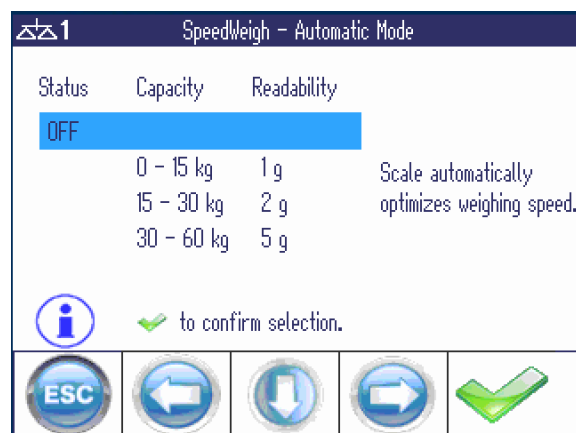 1 SpeedWeigh – Automatic Mode
Status Capacity Readability
OFF
0 – 15 kg 1 g
15 – 30 kg 2 g
30 – 60 kg 5 g
Scale automatically
optimizes weighing speed.
to confirm selection.
ESC